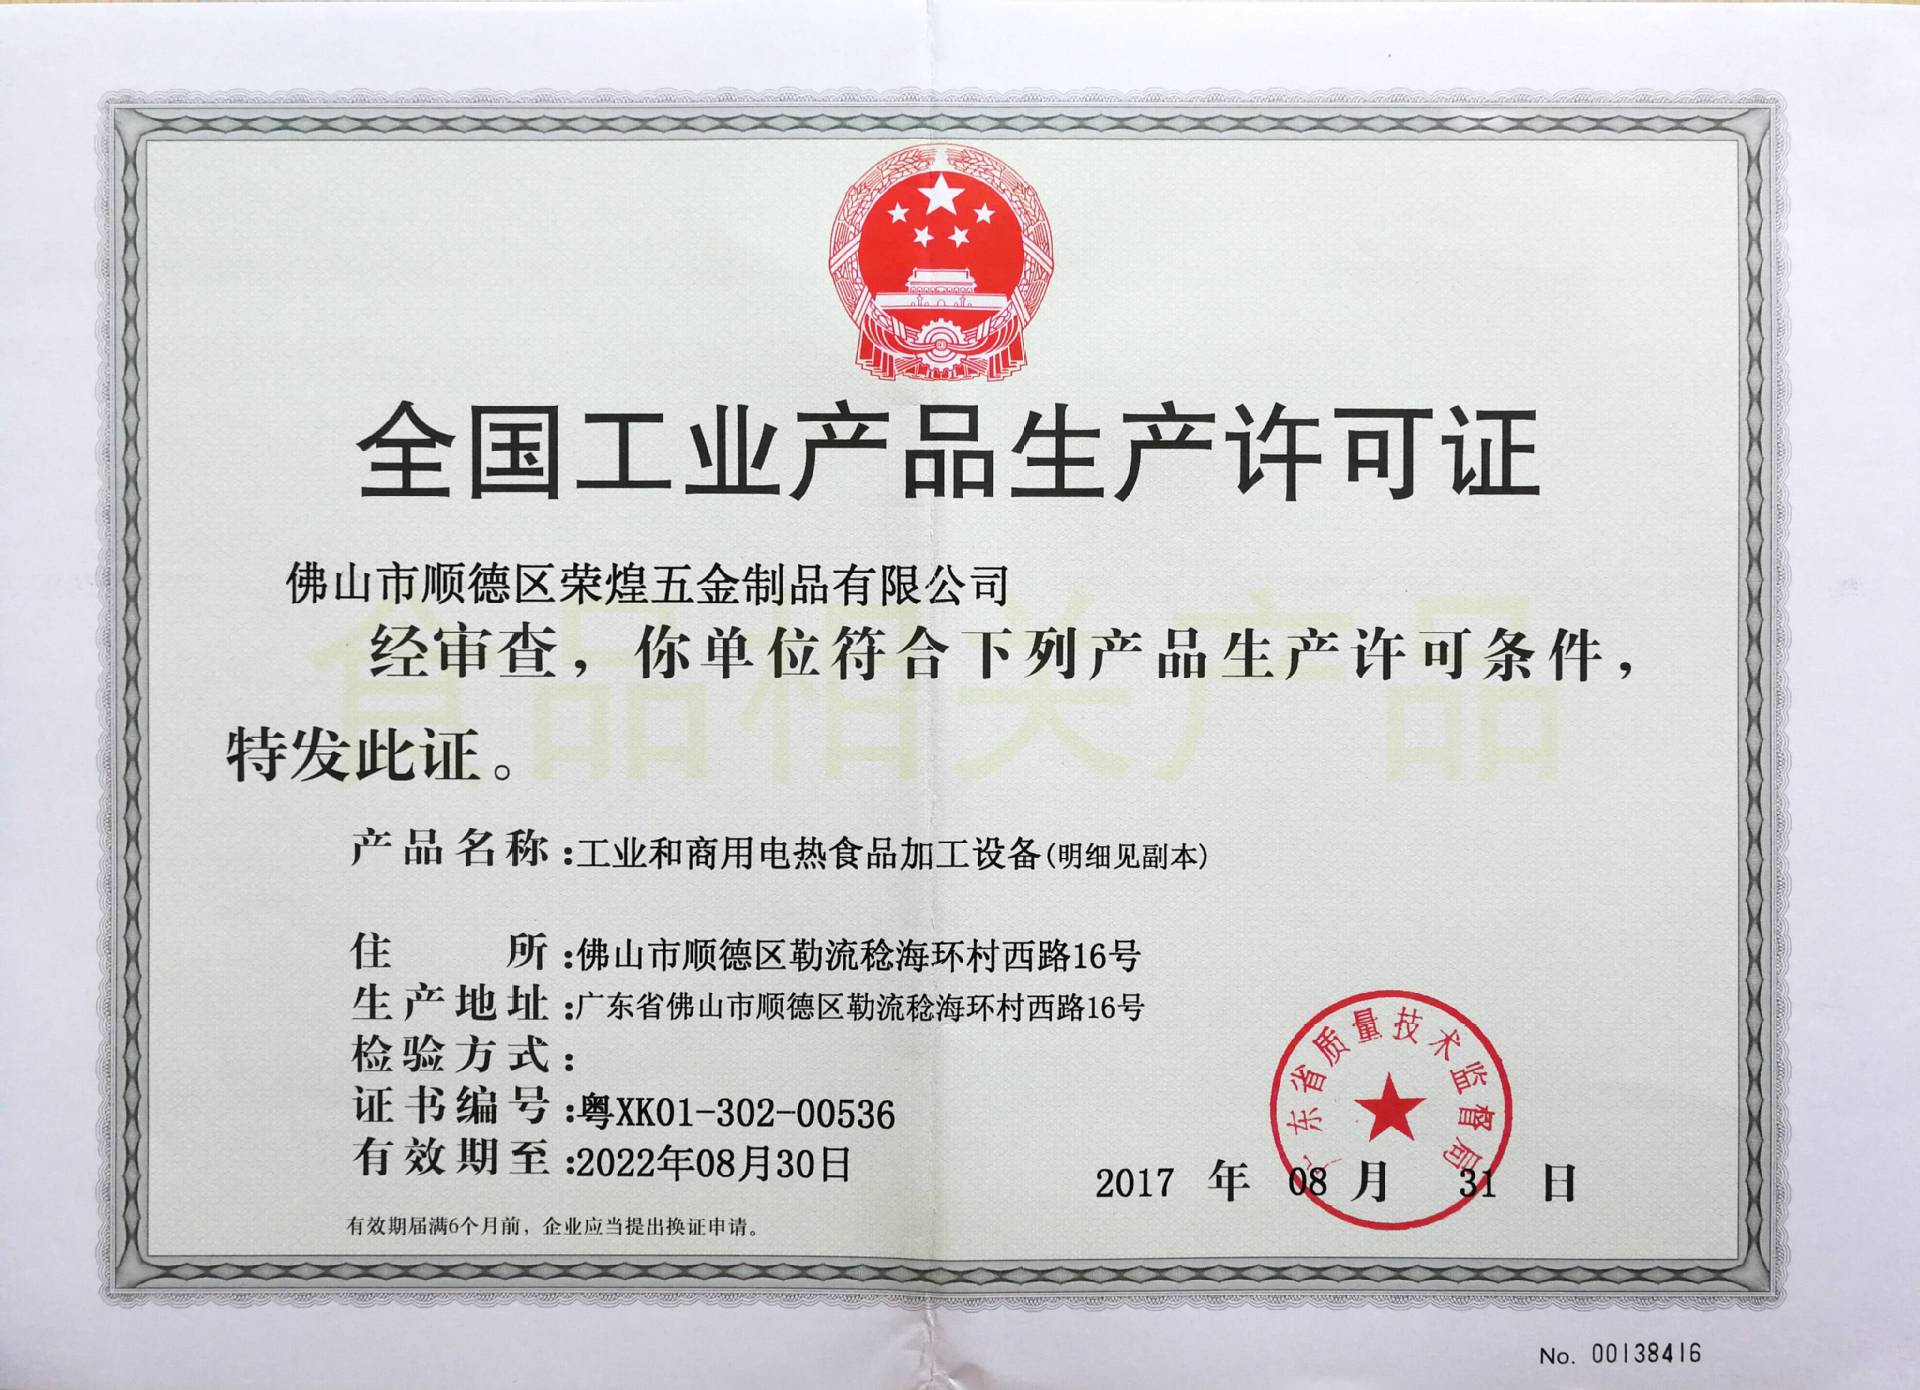 全国工业产品生产许可证
佛山市顺德区荣煌五金制品有限公司
食品相关产品
经审查，你单位符合下列产品生产许可条件，
特发此证。
产品名称:工业和商用电热食品加工设备(明细见副本)
住所:佛山市顺德区勒流稔海环村西路16号
生产地址:广东省佛山市顺德区勒流稔海环村西路16号
检验方式:
证书编号:粤XK01-302-00536
有效期至:2022年08月30日
广东省质量技术监督局
2017 年 08 月 31 日
有效期届满6个月前，企业应当提出换证申请。
No. 00138416